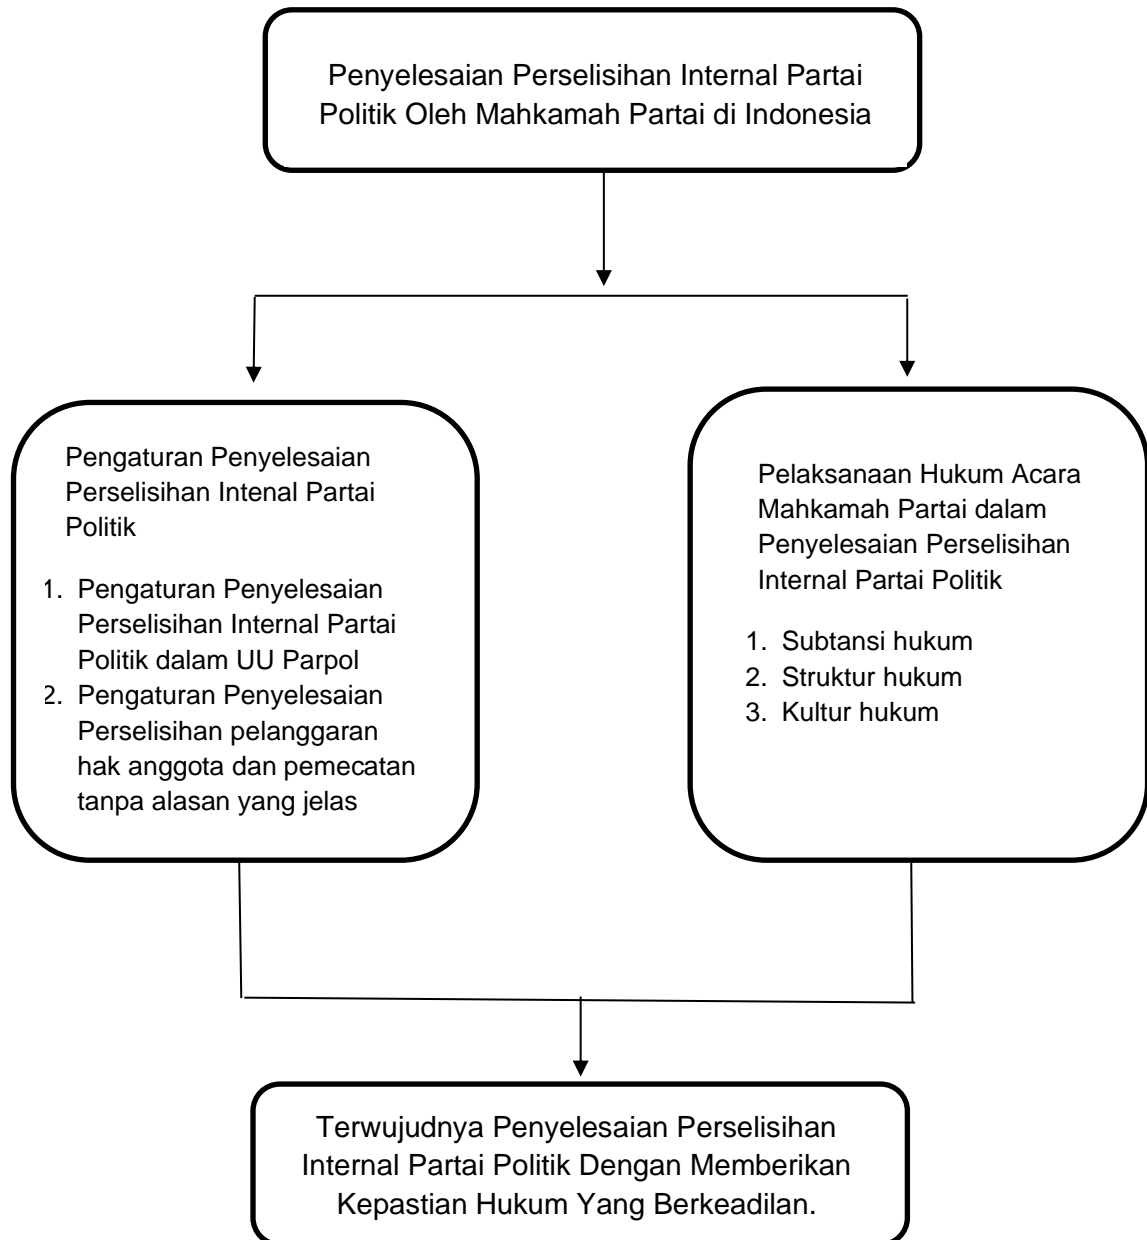 Penyelesaian Perselisihan Internal Partai
Politik Oleh Mahkamah Partai di Indonesia
Pengaturan Penyelesaian
Perselisihan Intenal Partai
Politik
1. Pengaturan Penyelesaian
Perselisihan Internal Partai
Politik dalam UU Parpol
2. Pengaturan Penyelesaian
Perselisihan pelanggaran
hak anggota dan pemecatan
tanpa alasan yang jelas
Pelaksanaan Hukum Acara
Mahkamah Partai dalam
Penyelesaian Perselisihan
Internal Partai Politik
1. Subtansi hukum
2. Struktur hukum
3. Kultur hukum
Terwujudnya Penyelesaian Perselisihan
Internal Partai Politik Dengan Memberikan
Kepastian Hukum Yang Berkeadilan.